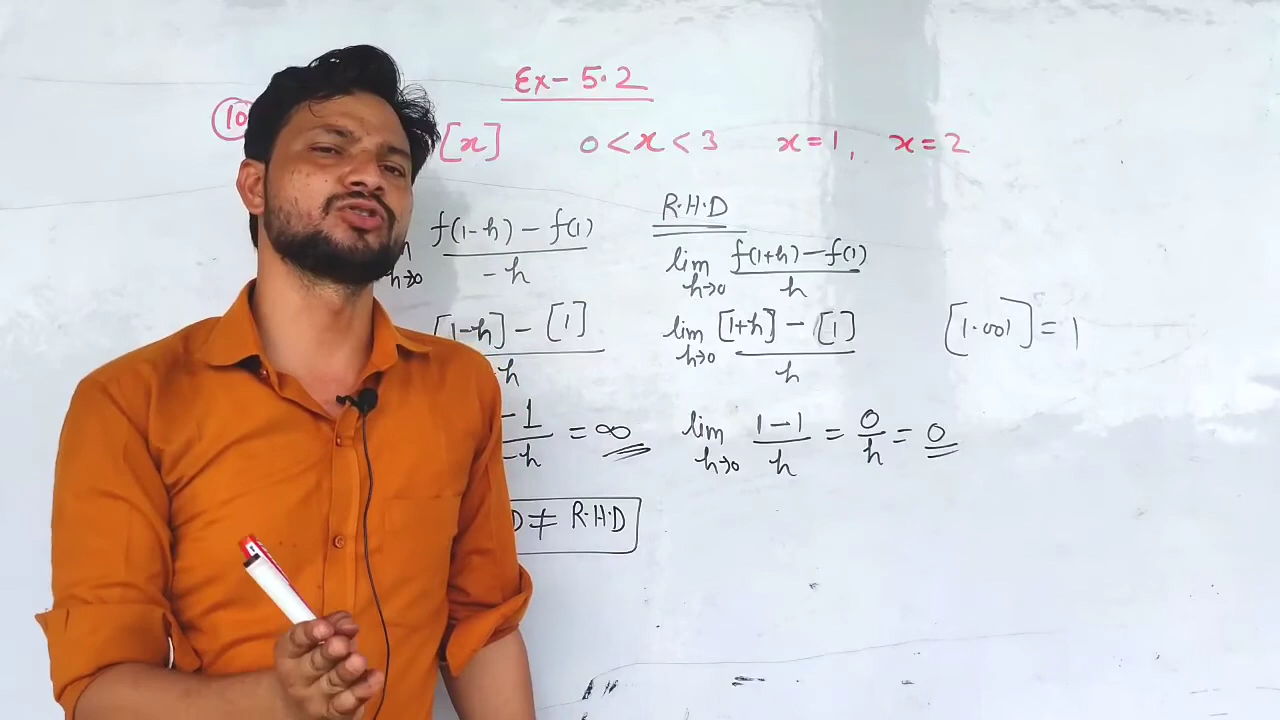 Ex- 5.2
10 [x] 0<x<3 x=1, x=2
R.H.D
f(1-h) - f(1) / -h
lim h→0 f(1+h) - f(1) / h
[1-h] - [1] / h
lim h→0 [1+h] - [1] / h
[1.001] = 1
-1 / -h = ∞
lim h→0 1-1 / h = 0 / h = 0
D ≠ R.H.D